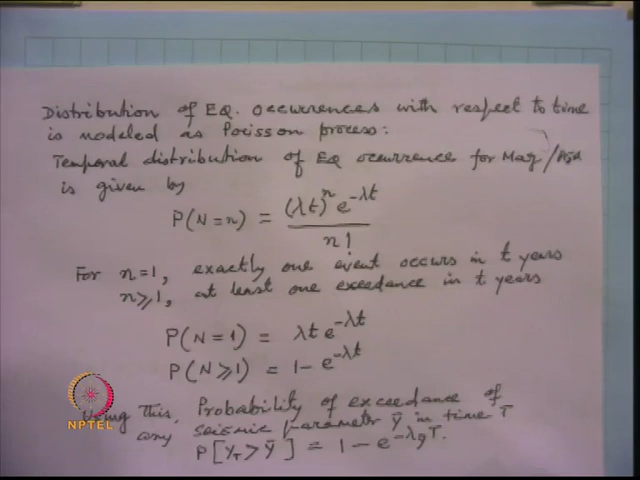 Distribution of EQ. occurrences with respect to time
is modeled as Poisson process:
Temporal distribution of EQ occurrence for Mag/PGA
is given by
P(N=n) = (λt)^n e^{-λt} / n!
For n=1, exactly one event occurs in t years
n≥1, at least one exceedance in t years
P(N=1) = λt e^{-λt}
P(N≥1) = 1 - e^{-λt}
Using this, Probability of exceedance of
any seismic parameter ȳ in time T
P[Y_T > ȳ] = 1 - e^{-λ_y T}.
NPTEL